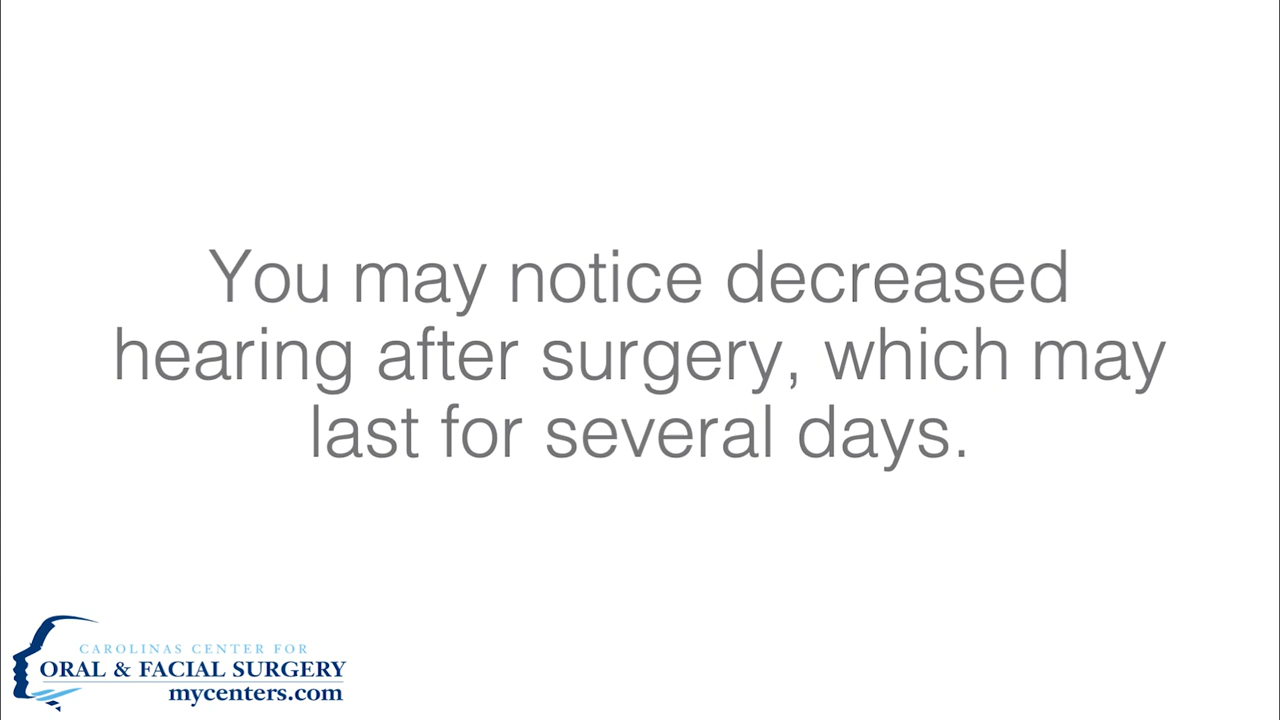 You may notice decreased
hearing after surgery, which may
last for several days.
CAROLINAS CENTER FOR
ORAL & FACIAL SURGERY
mycenters.com